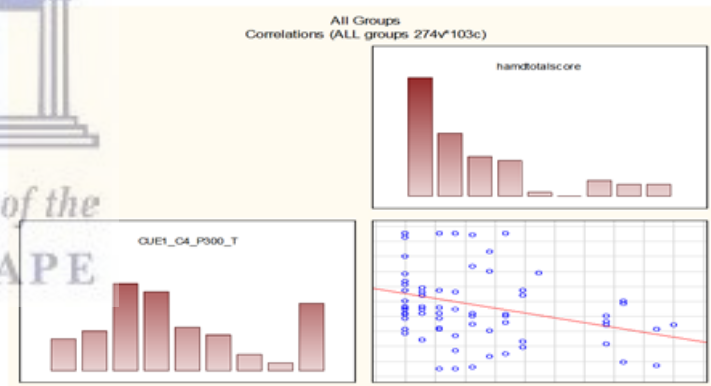 All Groups
Correlations (ALL groups 274v*103c)
hamdtotalscore
of the
CUE1_C4_P300_T
APE